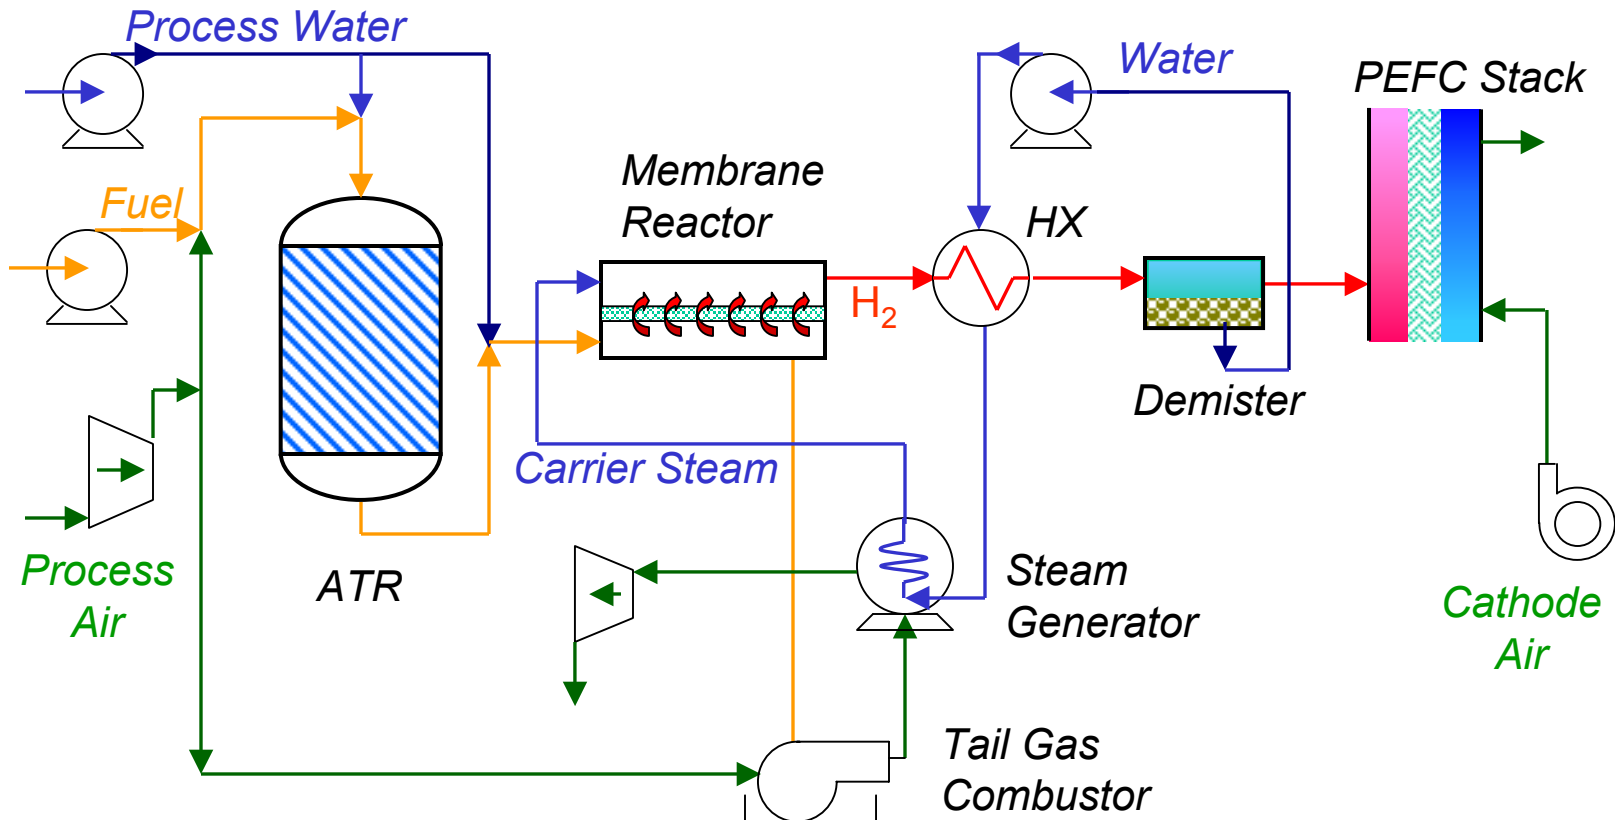 Process Water
Water
PEFC Stack
Membrane
Reactor
Fuel
HX
H2
Demister
Carrier Steam
Process
Air
ATR
Steam
Generator
Cathode
Air
Tail Gas
Combustor